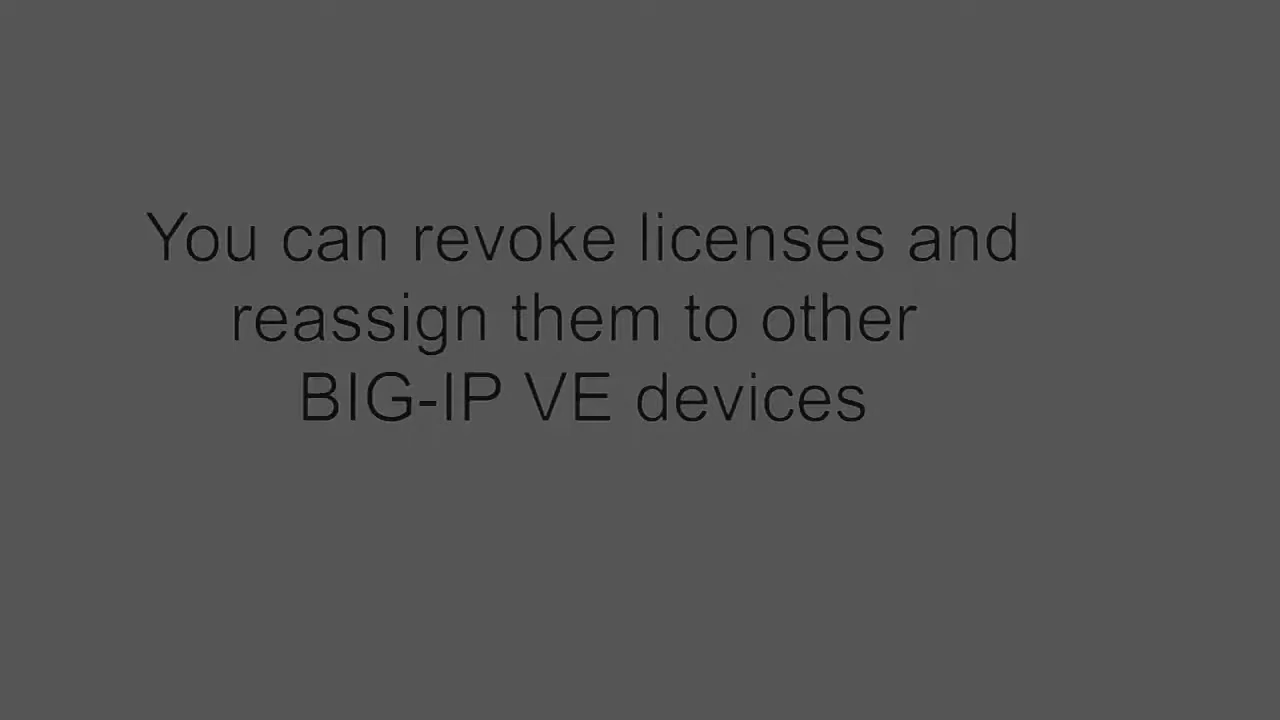 You can revoke licenses and
reassign them to other
BIG-IP VE devices